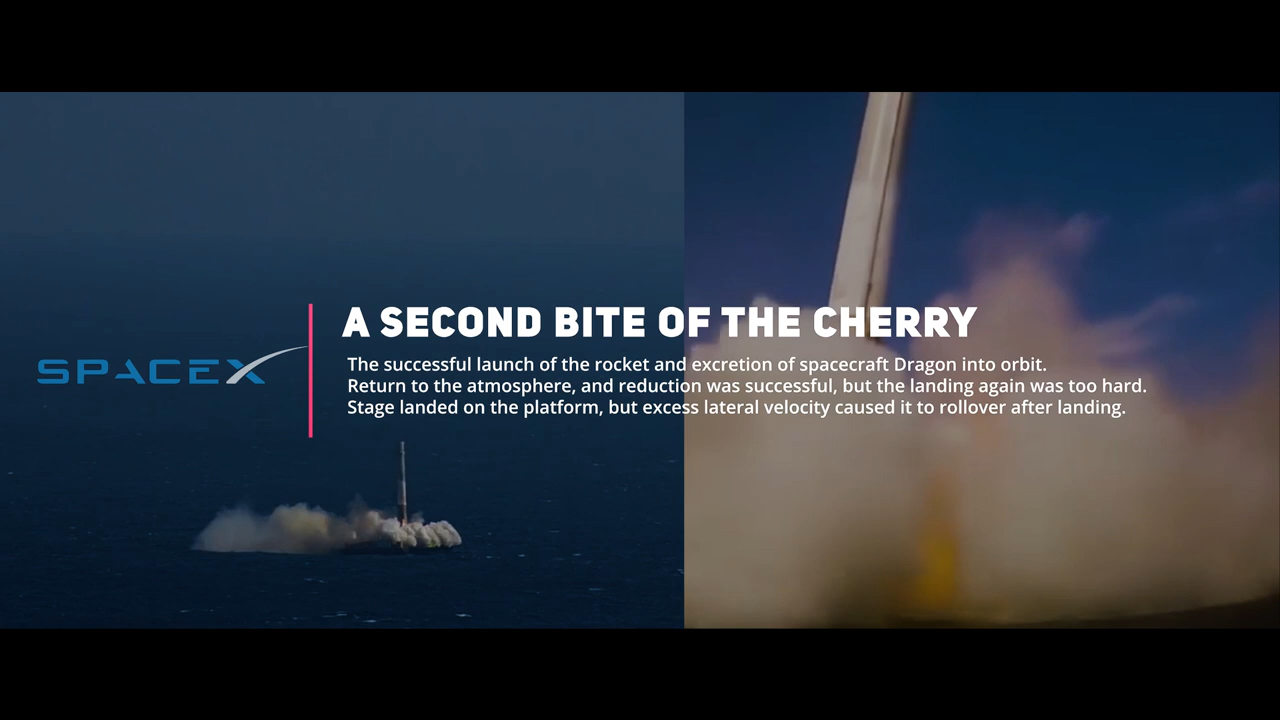 A SECOND BITE OF THE CHERRY
SPACEX
The successful launch of the rocket and excretion of spacecraft Dragon into orbit.
Return to the atmosphere, and reduction was successful, but the landing again was too hard.
Stage landed on the platform, but excess lateral velocity caused it to rollover after landing.